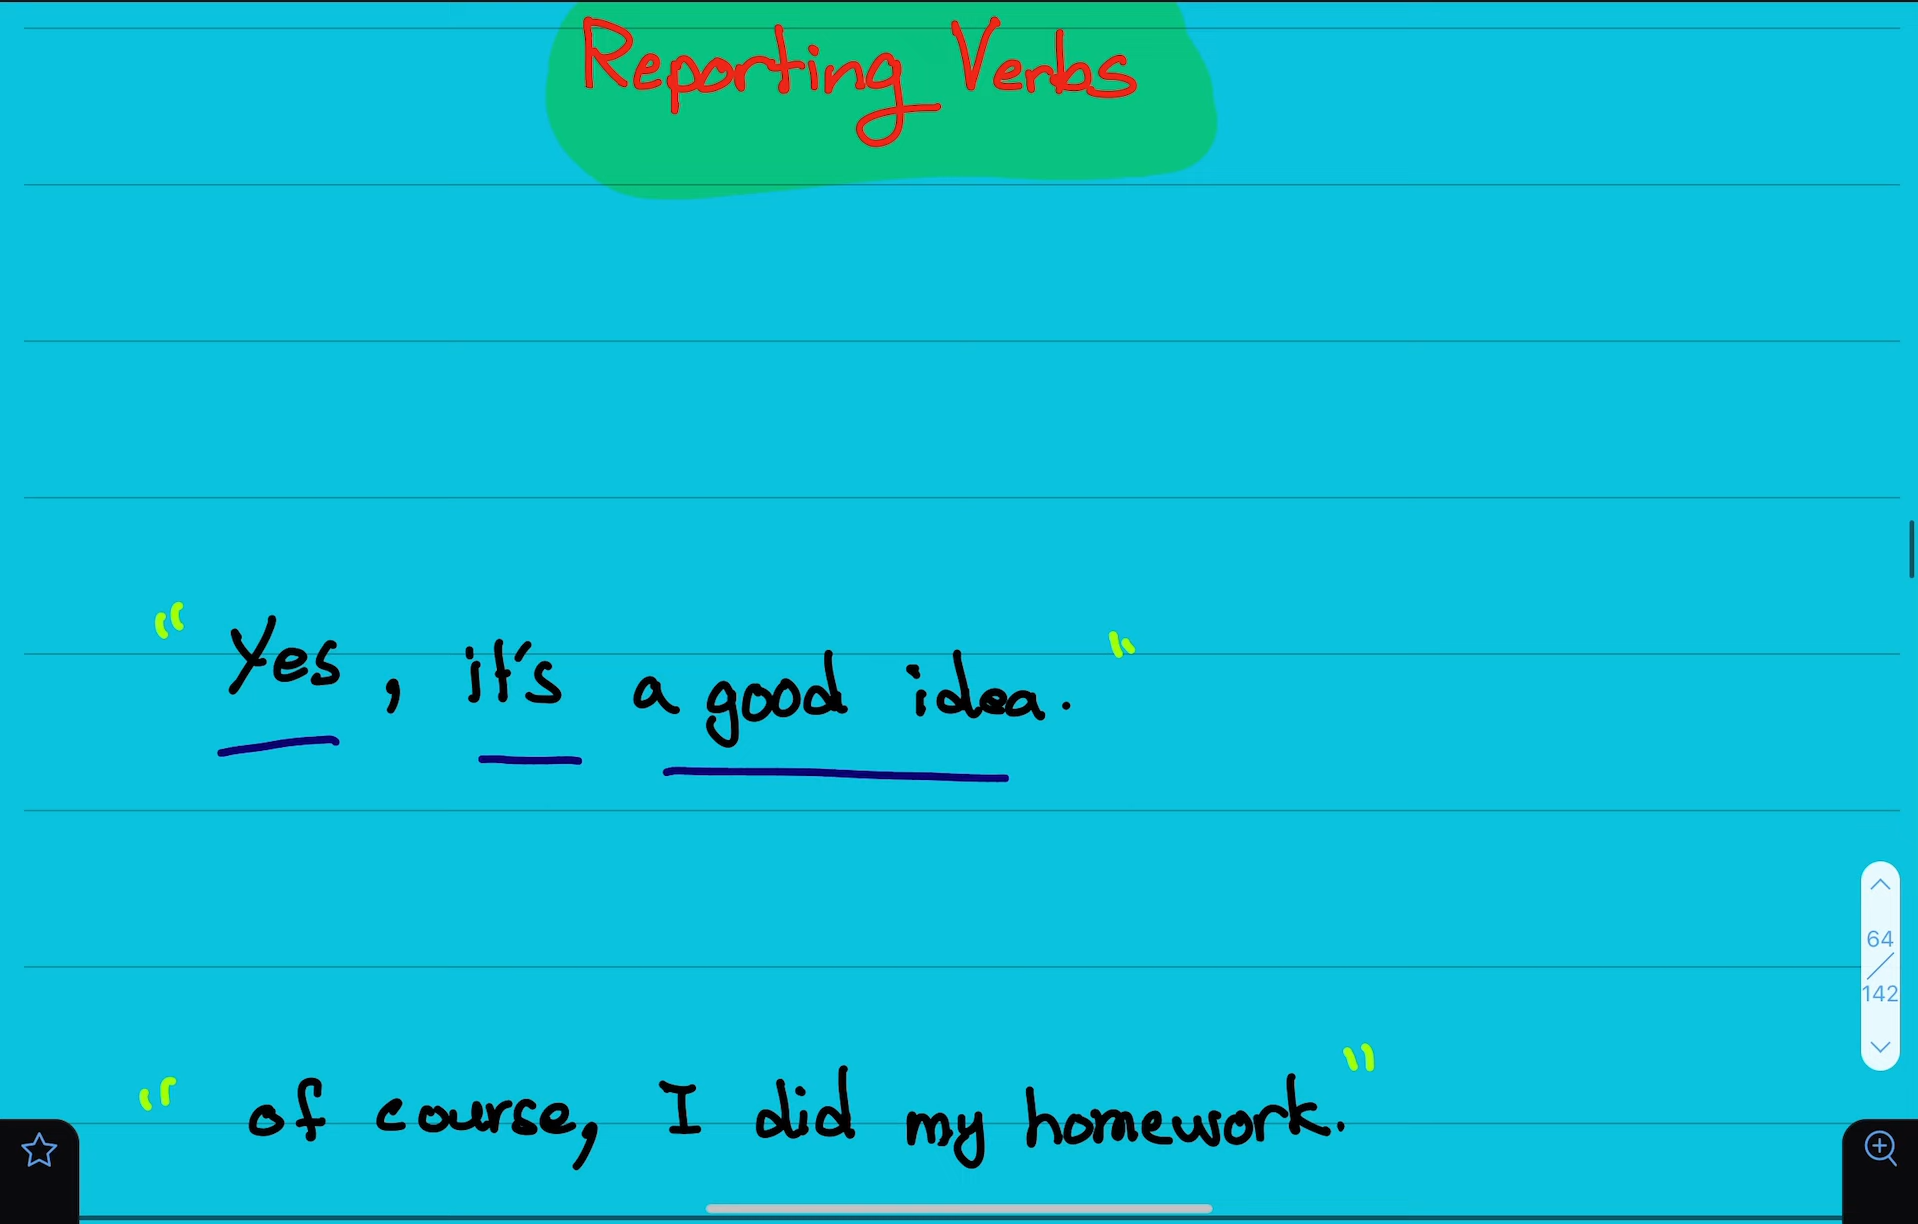 Reporting Verbs
"Yes, it's a good idea."
64
142
"of course, I did my homework."